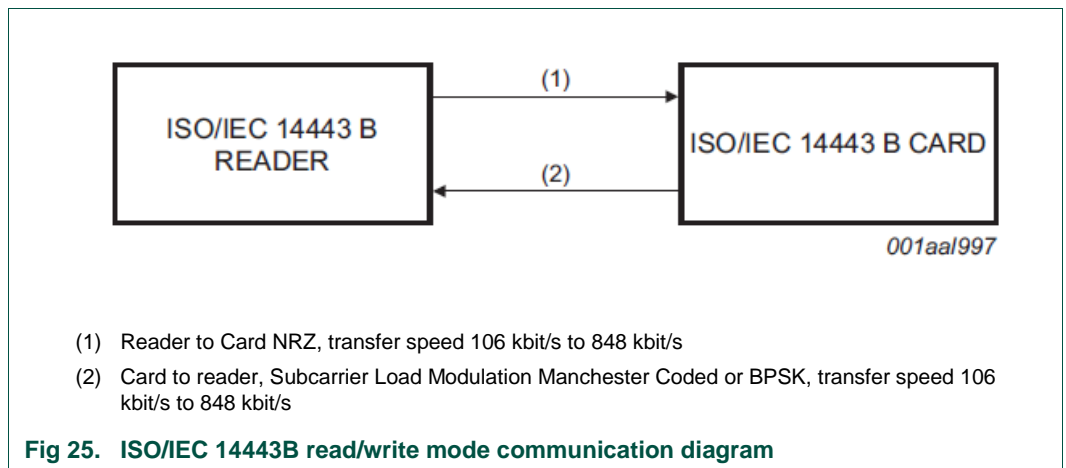 (1)
ISO/IEC 14443 B
READER
ISO/IEC 14443 B CARD
(2)
001aal997
(1) Reader to Card NRZ, transfer speed 106 kbit/s to 848 kbit/s
(2) Card to reader, Subcarrier Load Modulation Manchester Coded or BPSK, transfer speed 106
kbit/s to 848 kbit/s
Fig 25. ISO/IEC 14443B read/write mode communication diagram